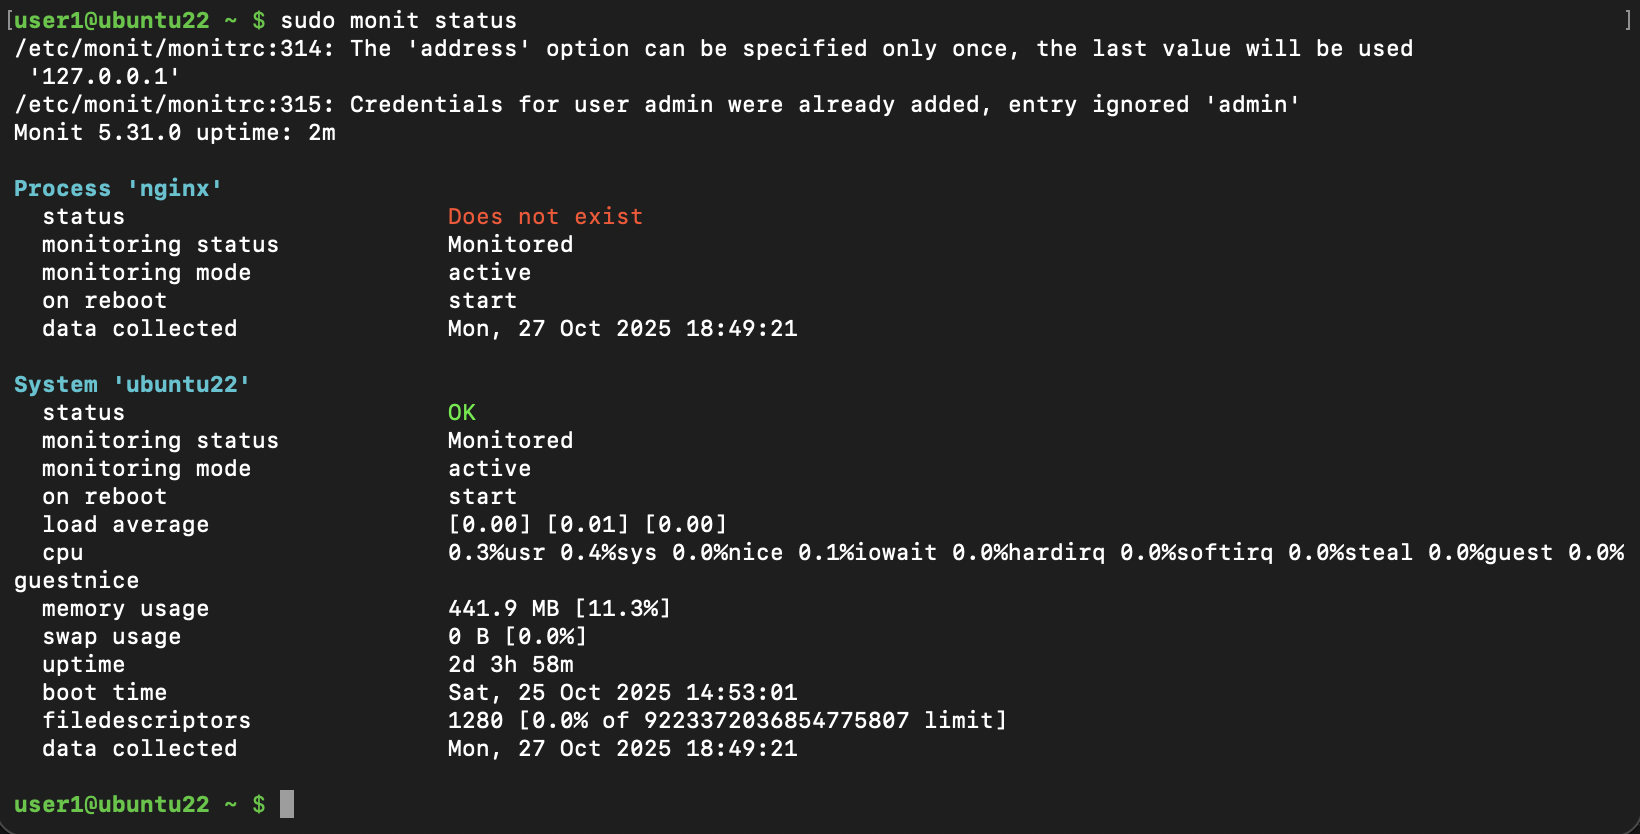 [user1@ubuntu22 ~ $ sudo monit status ]
/etc/monit/monitrc:314: The 'address' option can be specified only once, the last value will be used
 '127.0.0.1'
/etc/monit/monitrc:315: Credentials for user admin were already added, entry ignored 'admin'
Monit 5.31.0 uptime: 2m

Process 'nginx'
  status                       Does not exist
  monitoring status            Monitored
  monitoring mode              active
  on reboot                    start
  data collected               Mon, 27 Oct 2025 18:49:21

System 'ubuntu22'
  status                       OK
  monitoring status            Monitored
  monitoring mode              active
  on reboot                    start
  load average                 [0.00] [0.01] [0.00]
  cpu                          0.3%usr 0.4%sys 0.0%nice 0.1%iowait 0.0%hardirq 0.0%softirq 0.0%steal 0.0%guest 0.0%
guestnice
  memory usage                 441.9 MB [11.3%]
  swap usage                   0 B [0.0%]
  uptime                       2d 3h 58m
  boot time                    Sat, 25 Oct 2025 14:53:01
  filedescriptors              1280 [0.0% of 9223372036854775807 limit]
  data collected               Mon, 27 Oct 2025 18:49:21

user1@ubuntu22 ~ $